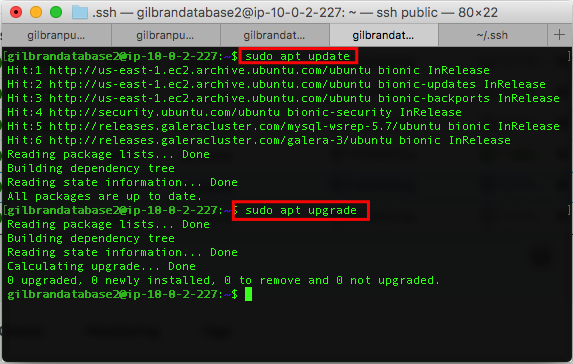 .ssh — gilbrandatabase2@ip-10-0-2-227: ~ — ssh public — 80×22
gilbranpu... gilbranpu... gilbrandat... gilbrandat... ~/.ssh +
[gilbrandatabase2@ip-10-0-2-227:~$ sudo apt update ]
Hit:1 http://us-east-1.ec2.archive.ubuntu.com/ubuntu bionic InRelease
Hit:2 http://us-east-1.ec2.archive.ubuntu.com/ubuntu bionic-updates InRelease
Hit:3 http://us-east-1.ec2.archive.ubuntu.com/ubuntu bionic-backports InRelease
Hit:4 http://security.ubuntu.com/ubuntu bionic-security InRelease
Hit:5 http://releases.galeracluster.com/mysql-wsrep-5.7/ubuntu bionic InRelease
Hit:6 http://releases.galeracluster.com/galera-3/ubuntu bionic InRelease
Reading package lists... Done
Building dependency tree
Reading state information... Done
All packages are up to date.
[gilbrandatabase2@ip-10-0-2-227:~$ sudo apt upgrade ]
Reading package lists... Done
Building dependency tree
Reading state information... Done
Calculating upgrade... Done
0 upgraded, 0 newly installed, 0 to remove and 0 not upgraded.
gilbrandatabase2@ip-10-0-2-227:~$